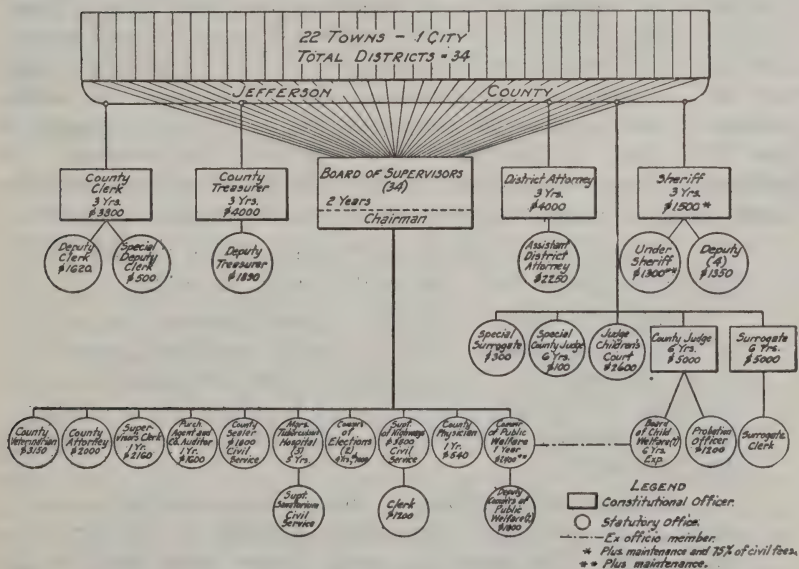 22 TOWNS - 1 CITY
TOTAL DISTRICTS = 34
JEFFERSON COUNTY
County
Clerk
3 Yrs.
$3800
County
Treasurer
3 Yrs.
$4000
BOARD OF SUPERVISORS
(34)
2 Years
Chairman
District Attorney
3 Yrs.
$4000
Sheriff
3 Yrs.
$1500*
Deputy
Clerk
$1620
Special
Deputy
Clerk
$500
Deputy
Treasurer
$1890
Assistant
District
Attorney
$2250
Under
Sheriff
$1300**
Deputy
(4)
$1350
Special
Surrogate
$300
Special
County Judge
6 Yrs.
$100
Judge
Children's
Court
$2600
County Judge
6 Yrs.
$5000
Surrogate
6 Yrs.
$5000
County
Veterinarian
$3150
County
Attorney
$2000
Super-
visors Clerk
1 Yr.
$2160
Purch.
Agent and
Co. Auditor
1 Yr.
$1600
County
Sealer
$1800
Civil
Service
Mgrs.
Tuberculosis
Hospital
(5)
5 Yrs.
Comm'rs
of
Elections
(2)
Supt.
of Highways
$3500
Civil
Service
County
Physician
1 Yr.
$540
Comm'r
of Public
Welfare
1 Year
$2400**
Board
of Child
Welfare(7)
6 Yrs.
Exp.
Probation
Officer
$1200
Surrogate
Clerk
Supt.
Sanatorium
Civil
Service
Clerk
$1200
Deputy
Comm'rs of
Public
Welfare
$1800
LEGEND
Constitutional Officer.
Statutory Office.
Ex officio member.
* Plus maintenance and 75% of civil fees.
** Plus maintenance.